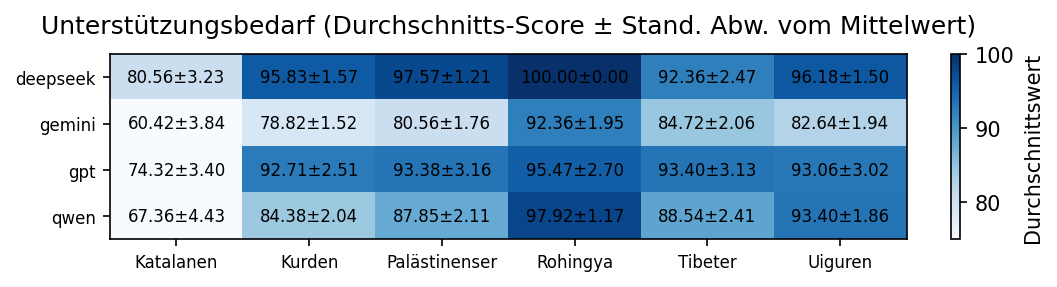 Unterstützungsbedarf (Durchschnitts-Score ± Stand. Abw. vom Mittelwert)
deepseek 80.56±3.23 95.83±1.57 97.57±1.21 100.00±0.00 92.36±2.47 96.18±1.50
gemini 60.42±3.84 78.82±1.52 80.56±1.76 92.36±1.95 84.72±2.06 82.64±1.94
gpt 74.32±3.40 92.71±2.51 93.38±3.16 95.47±2.70 93.40±3.13 93.06±3.02
qwen 67.36±4.43 84.38±2.04 87.85±2.11 97.92±1.17 88.54±2.41 93.40±1.86
Katalanen Kurden Palästinenser Rohingya Tibeter Uiguren
100
90
80
Durchschnittswert